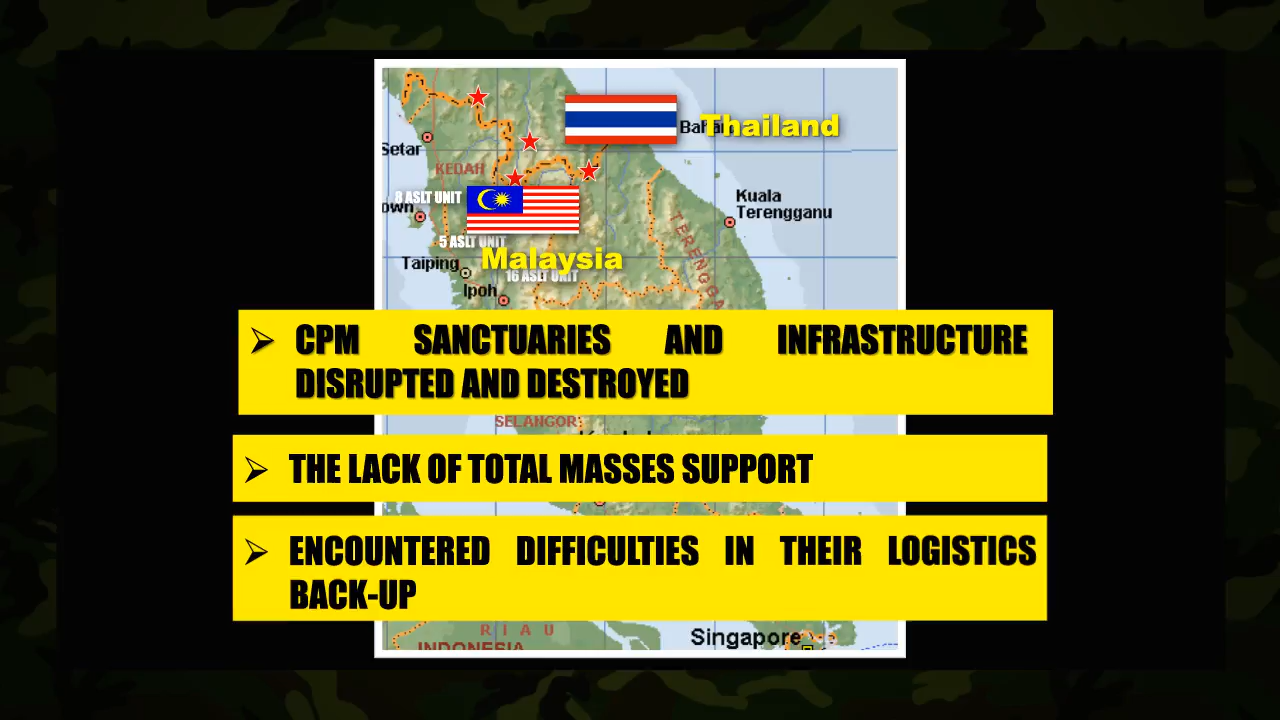 Thailand
Setar
KEDAH
8 ASLT UNIT
Kuala
Terengganu
5 ASLT UNIT
Malaysia
Taiping
16 ASLT UNIT
Ipoh
➢ CPM SANCTUARIES AND INFRASTRUCTURE
DISRUPTED AND DESTROYED
SELANGOR
➢ THE LACK OF TOTAL MASSES SUPPORT
➢ ENCOUNTERED DIFFICULTIES IN THEIR LOGISTICS
BACK-UP
RIAU
Singapore
INDONESIA